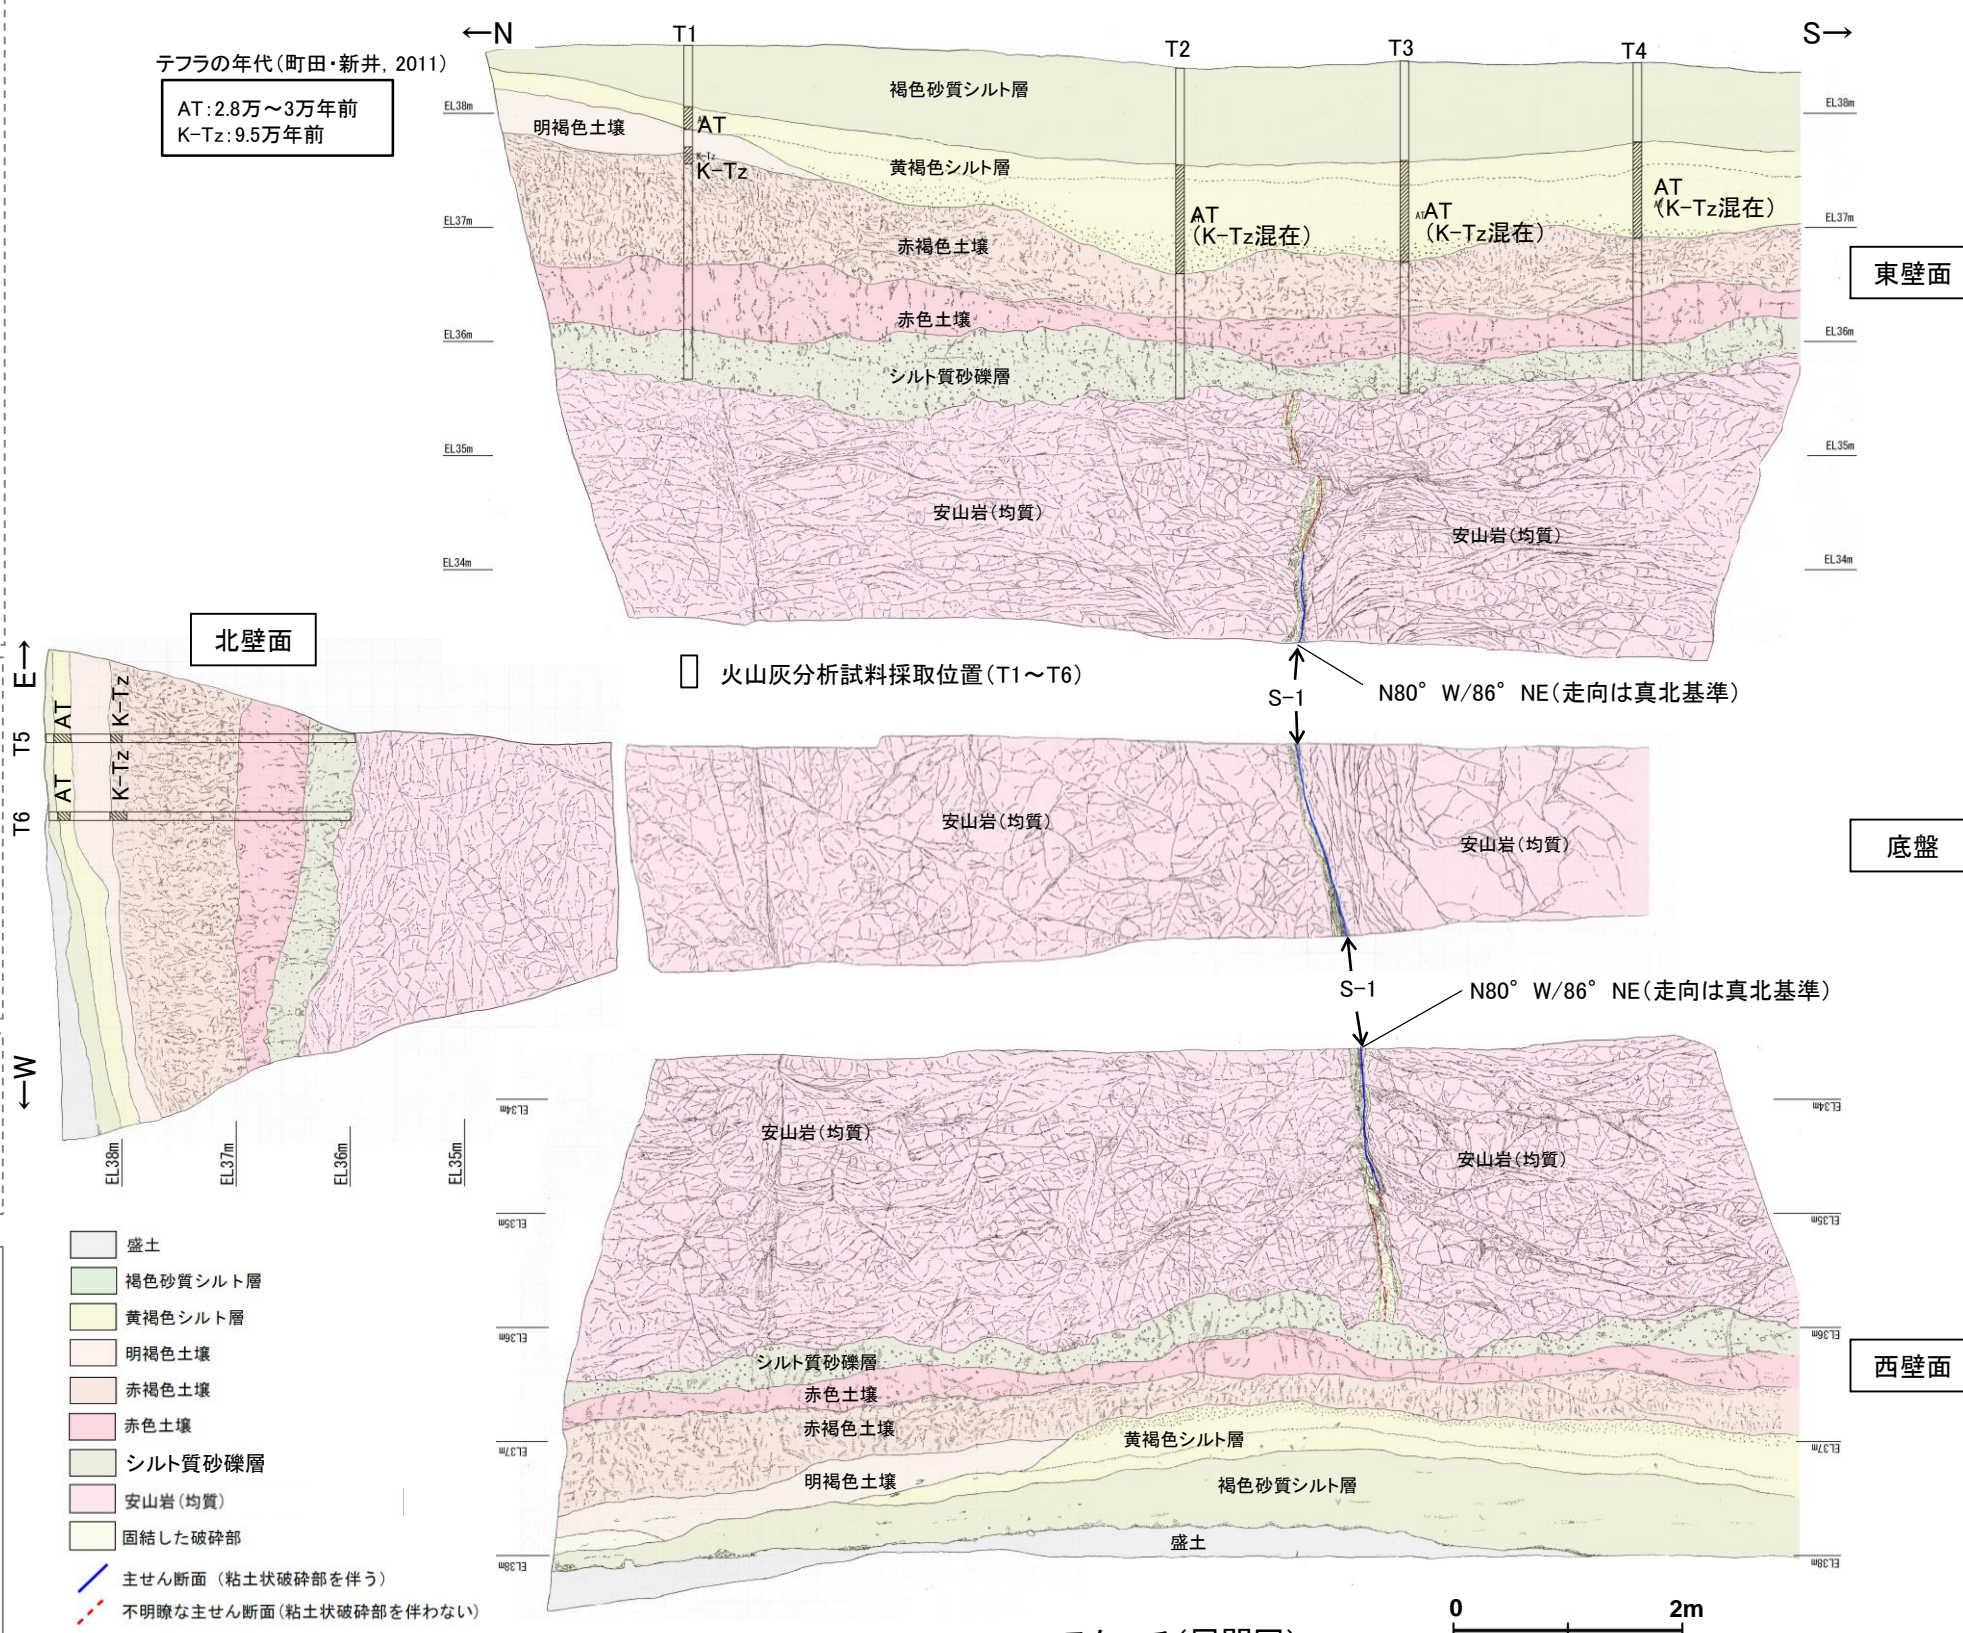 ←N
S→
テフラの年代(町田・新井, 2011)
AT:2.8万～3万年前
K-Tz:9.5万年前
T1
T2
T3
T4
EL38m
EL37m
EL36m
EL35m
EL34m
EL38m
EL37m
EL36m
EL35m
EL34m
褐色砂質シルト層
明褐色土壌
AT
K-Tz
K-Tz
黄褐色シルト層
AT
(K-Tz混在)
AT
AT
(K-Tz混在)
AT
(K-Tz混在)
赤褐色土壌
赤色土壌
シルト質砂礫層
安山岩(均質)
安山岩(均質)
東壁面
北壁面
E→
←W
T5
T6
AT
K-Tz
AT
K-Tz
EL38m
EL37m
EL36m
EL35m
火山灰分析試料採取位置(T1～T6)
S-1
N80° W/86° NE(走向は真北基準)
安山岩(均質)
安山岩(均質)
底盤
S-1
N80° W/86° NE(走向は真北基準)
EL34m
EL35m
EL36m
EL37m
EL38m
EL34m
EL35m
EL36m
EL37m
EL38m
安山岩(均質)
安山岩(均質)
シルト質砂礫層
赤色土壌
赤褐色土壌
黄褐色シルト層
明褐色土壌
褐色砂質シルト層
盛土
西壁面
盛土
褐色砂質シルト層
黄褐色シルト層
明褐色土壌
赤褐色土壌
赤色土壌
シルト質砂礫層
安山岩(均質)
固結した破砕部
主せん断面（粘土状破砕部を伴う）
不明瞭な主せん断面(粘土状破砕部を伴わない)
0
2m